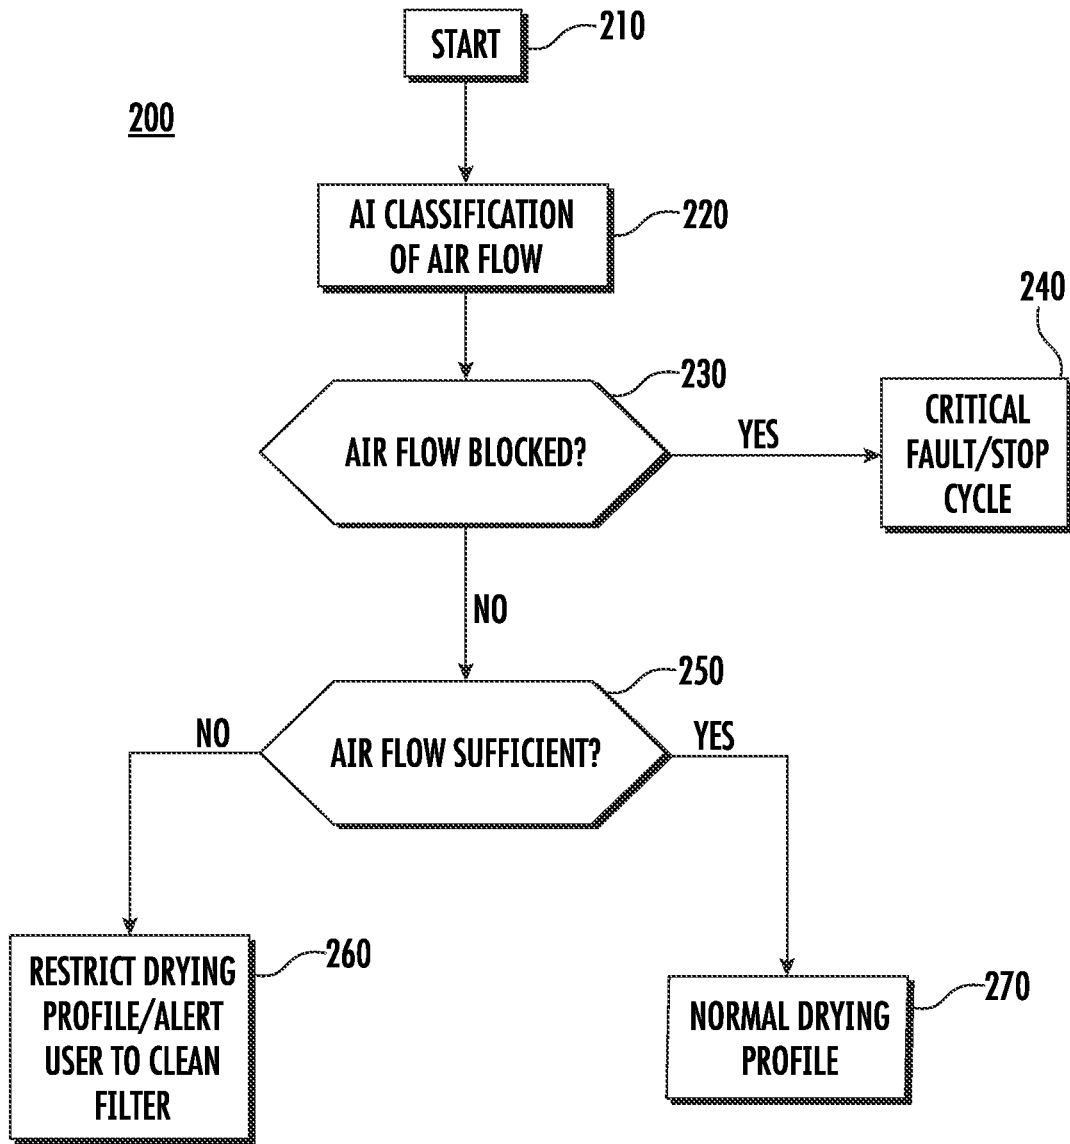 START
210
200
AI CLASSIFICATION
OF AIR FLOW
220
240
230
AIR FLOW BLOCKED?
YES
CRITICAL
FAULT/STOP
CYCLE
NO
250
NO
AIR FLOW SUFFICIENT?
YES
260
RESTRICT DRYING
PROFILE/ALERT
USER TO CLEAN
FILTER
270
NORMAL DRYING
PROFILE